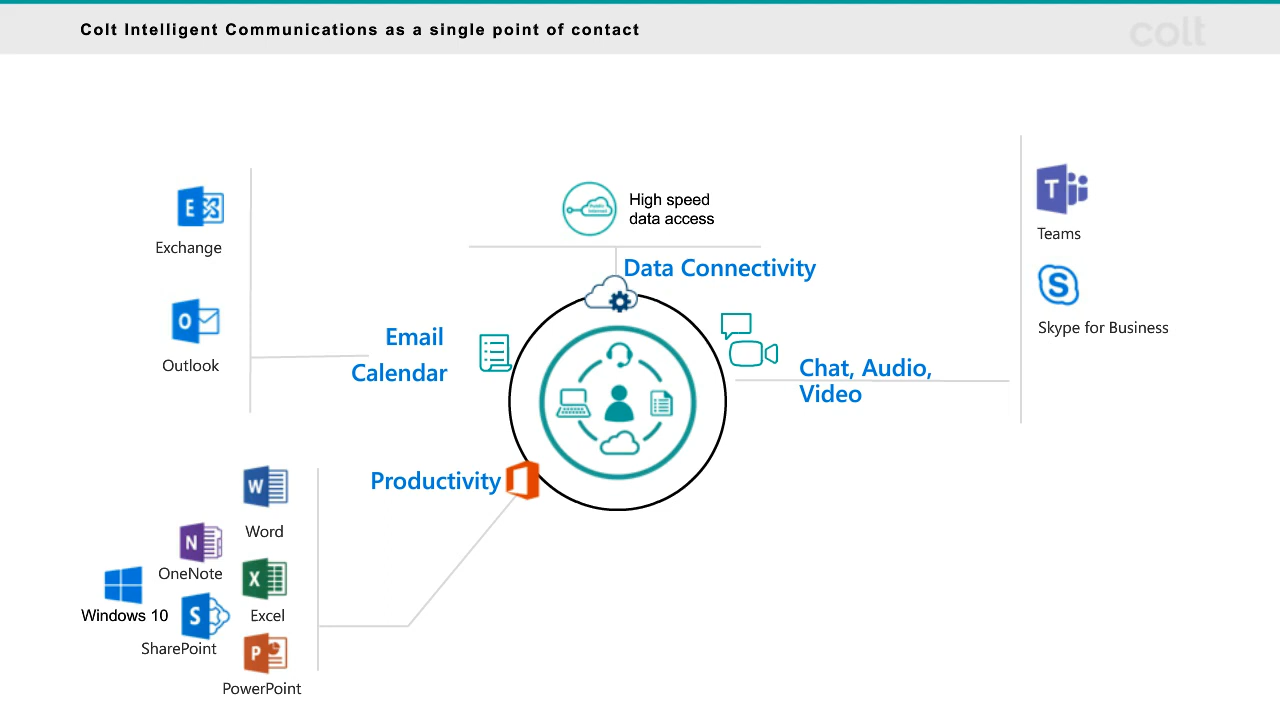 Colt Intelligent Communications as a single point of contact
colt
High speed
data access
Data Connectivity
Exchange
Outlook
Email
Calendar
Teams
Skype for Business
Chat, Audio,
Video
Productivity
Word
OneNote
Windows 10
Excel
SharePoint
PowerPoint